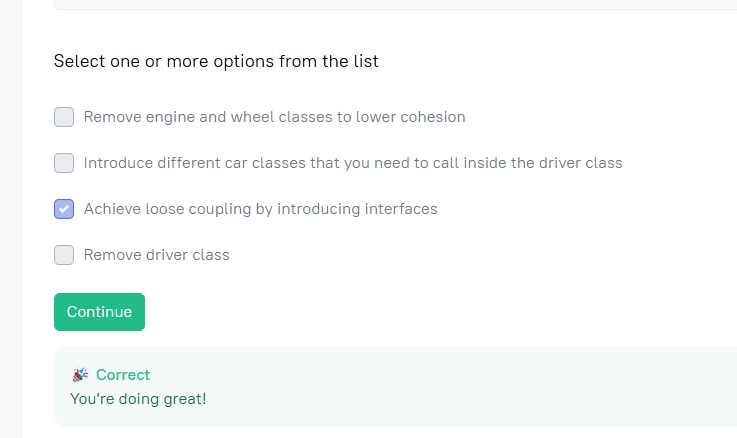 Select one or more options from the list
Remove engine and wheel classes to lower cohesion
Introduce different car classes that you need to call inside the driver class
Achieve loose coupling by introducing interfaces
Remove driver class
Continue
Correct
You're doing great!